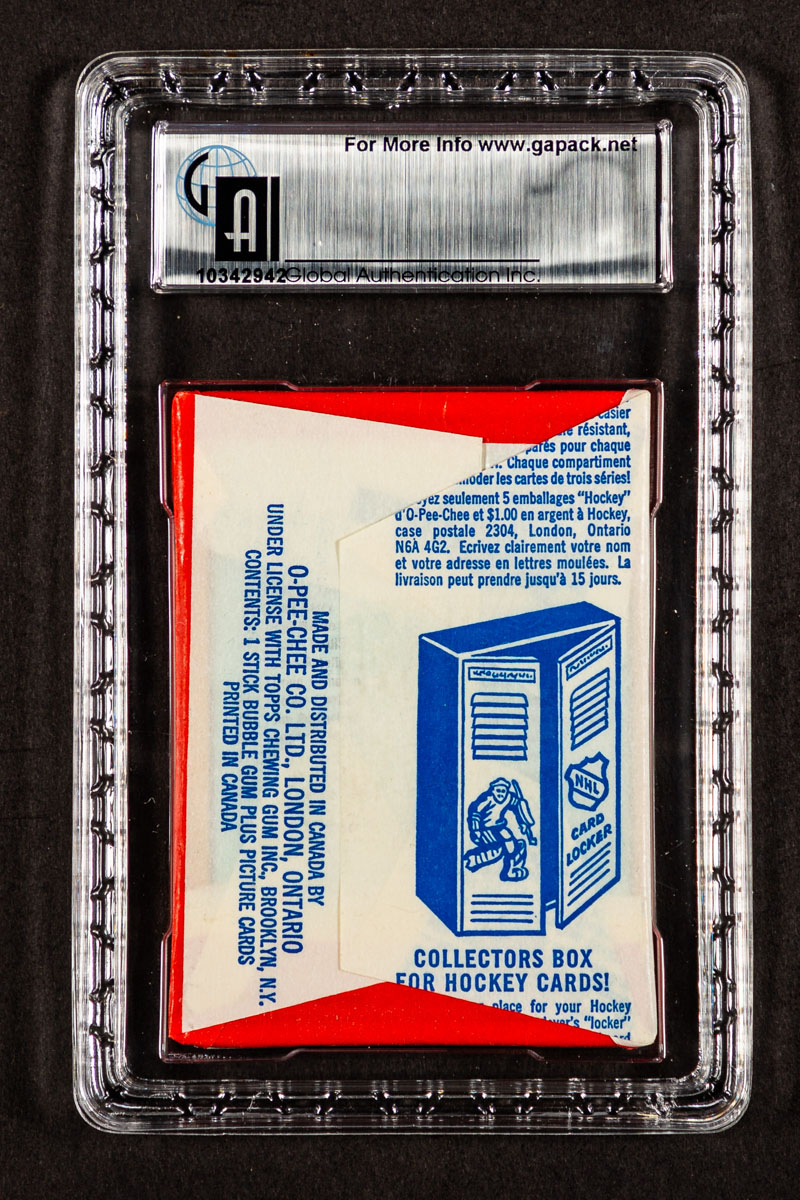 For More Info www.gapack.net
GA
10342942 Global Authentication Inc.
casier
résistant,
parés pour chaque
Chaque compartiment
moder les cartes de trois séries!
yez seulement 5 emballages "Hockey"
d'O-Pee-Chee et $1.00 en argent à Hockey,
case postale 2304, London, Ontario
N6A 4G2. Ecrivez clairement votre nom
et votre adresse en lettres moulées. La
livraison peut prendre jusqu'à 15 jours.
NHL
CARD
LOCKER
COLLECTORS BOX
FOR HOCKEY CARDS!
place for your Hockey
"locker"
MADE AND DISTRIBUTED IN CANADA BY
O-PEE-CHEE CO. LTD., LONDON, ONTARIO
UNDER LICENSE WITH TOPPS CHEWING GUM INC., BROOKLYN, N.Y.
CONTENTS: 1 STICK BUBBLE GUM PLUS PICTURE CARDS
PRINTED IN CANADA